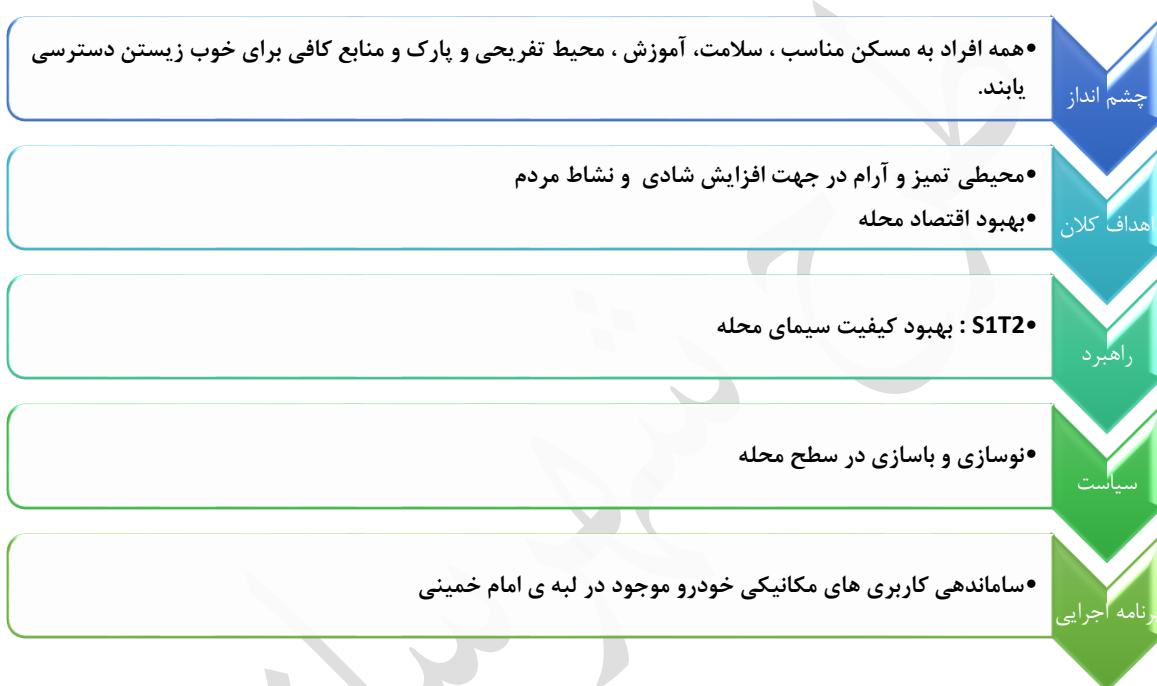 چشم انداز
•همه افراد به مسکن مناسب ، سلامت، آموزش ، محیط تفریحی و پارک و منابع کافی برای خوب زیستن دسترسی
یابند.
اهداف کلان
•محیطی تمیز و آرام در جهت افزایش شادی و نشاط مردم
•بهبود اقتصاد محله
راهبرد
•S1T2 : بهبود کیفیت سیمای محله
سیاست
•نوسازی و باسازی در سطح محله
برنامه اجرایی
•ساماندهی کاربری های مکانیکی خودرو موجود در لبه ی امام خمینی